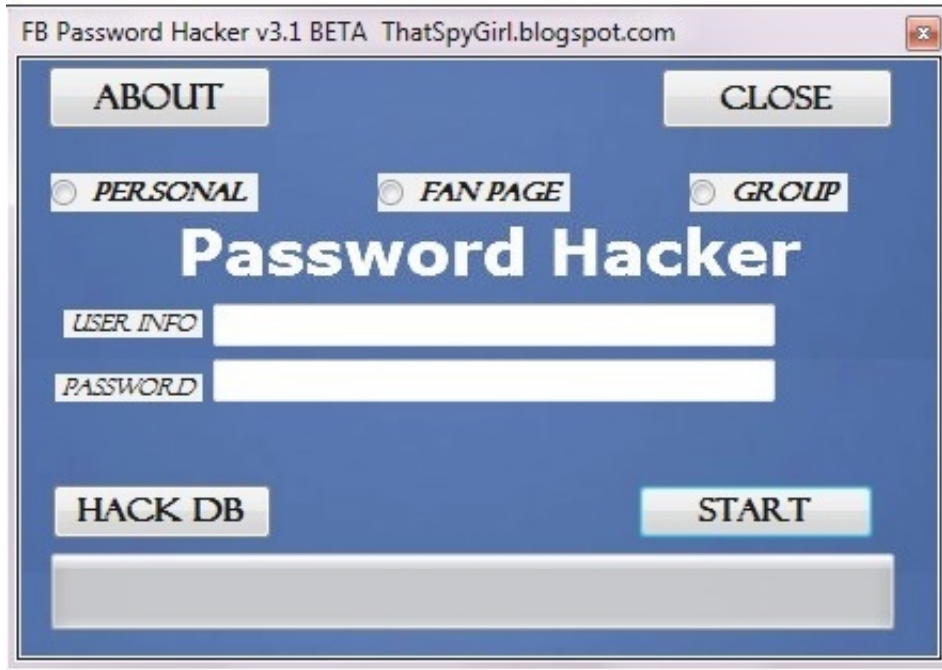 FB Password Hacker v3.1 BETA ThatSpyGirl.blogspot.com x
ABOUT CLOSE
PERSONAL FAN PAGE GROUP
Password Hacker
USER INFO
PASSWORD
HACK DB START